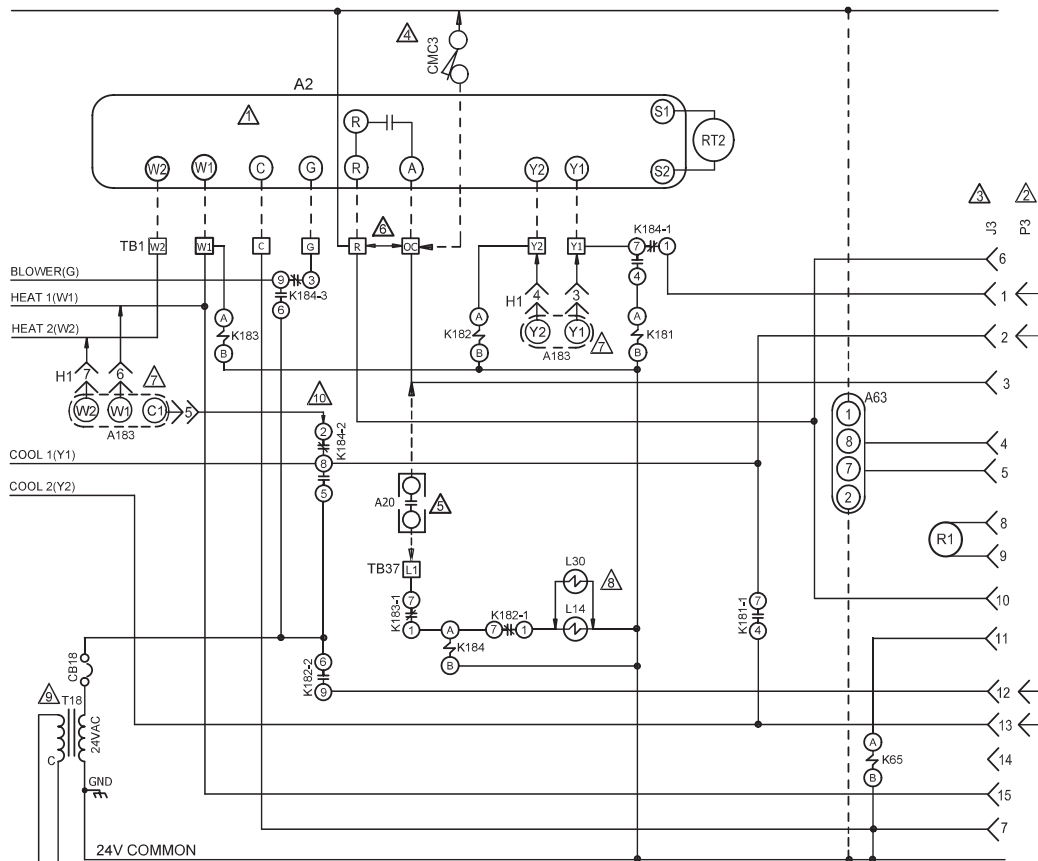 4
CMC3
A2
1
R
S1
RT2
W2
W1
C
G
R
A
Y2
Y1
S2
3
2
J3
P3
6
K184-1
TB1
W2
W1
C
G
R
OC
Y2
Y1
7
1
6
BLOWER(G)
9
3
K184-3
4
H1
4
3
1
HEAT 1(W1)
6
A
K183
A
K182
Y2
Y1
A
K181
HEAT 2(W2)
B
B
A183
7
B
2
H1
7
6
7
3
W2
W1
C1
5
10
A63
A183
2
K184-2
1
8
4
COOL 1(Y1)
8
7
5
COOL 2(Y2)
5
A20
5
2
8
R1
9
TB37
L1
L30
8
K183-1
7
K182-1
L14
K181-1
7
10
1
A
7
1
4
11
K184
CB18
K182-2
6
B
9
12
9
T18
24VAC
13
A
K65
14
C
GND
B
15
7
24V COMMON